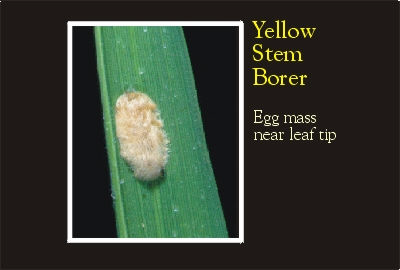 Yellow
Stem
Borer
Egg mass
near leaf tip